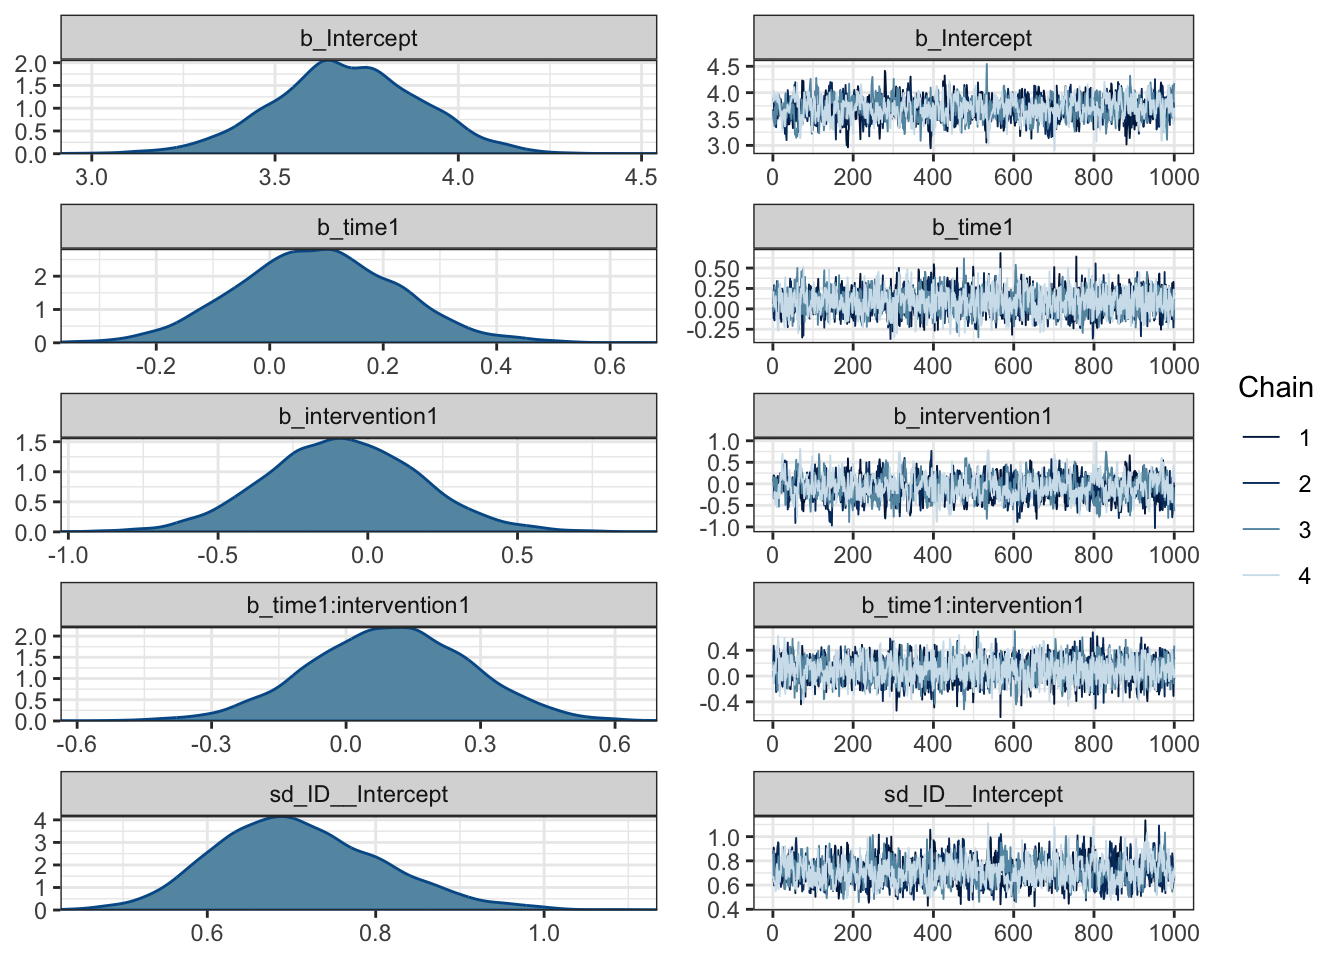 b_Intercept
2.0
1.5
1.0
0.5
0.0
3.0 3.5 4.0 4.5
b_Intercept
4.5
4.0
3.5
3.0
0 200 400 600 800 1000
b_time1
2
1
0
-0.2 0.0 0.2 0.4 0.6
b_time1
0.50
0.25
0.00
-0.25
0 200 400 600 800 1000
b_intervention1
1.5
1.0
0.5
0.0
-1.0 -0.5 0.0 0.5
b_intervention1
1.0
0.5
0.0
-0.5
-1.0
0 200 400 600 800 1000
b_time1:intervention1
2.0
1.5
1.0
0.5
0.0
-0.6 -0.3 0.0 0.3 0.6
b_time1:intervention1
0.4
0.0
-0.4
0 200 400 600 800 1000
sd_ID__Intercept
4
3
2
1
0
0.6 0.8 1.0
sd_ID__Intercept
1.0
0.8
0.6
0.4
0 200 400 600 800 1000
Chain
1
2
3
4